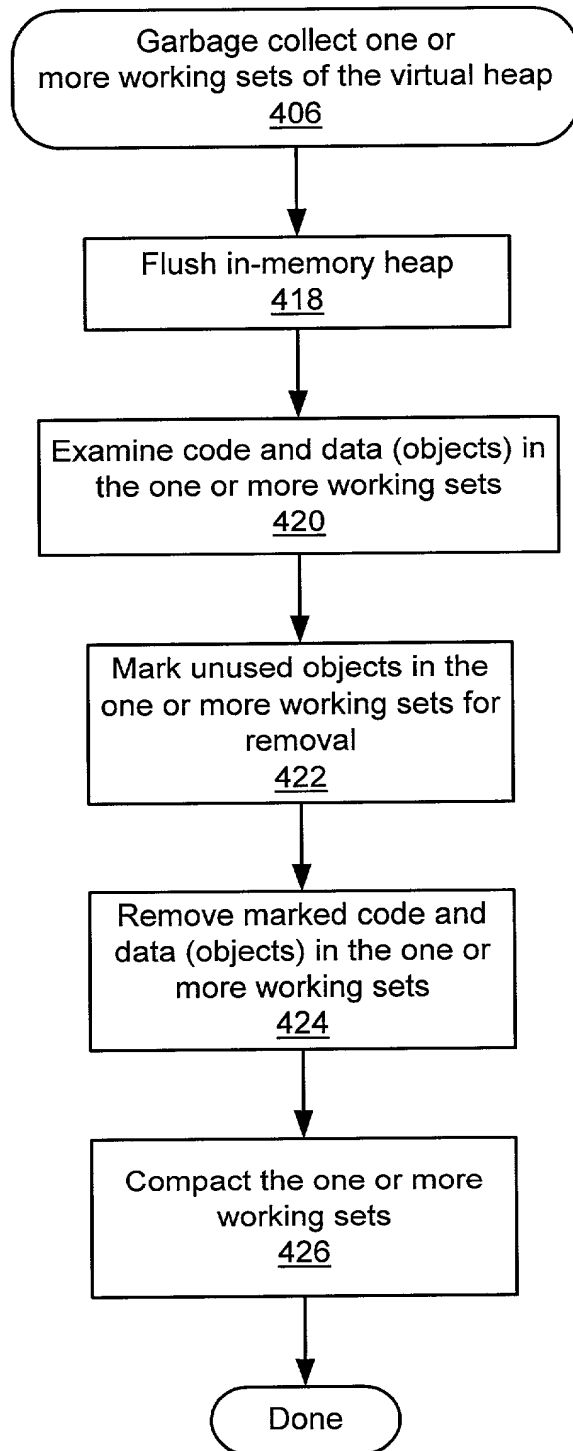 Garbage collect one or
more working sets of the virtual heap
406
Flush in-memory heap
418
Examine code and data (objects) in
the one or more working sets
420
Mark unused objects in the
one or more working sets for
removal
422
Remove marked code and
data (objects) in the one or
more working sets
424
Compact the one or more
working sets
426
Done